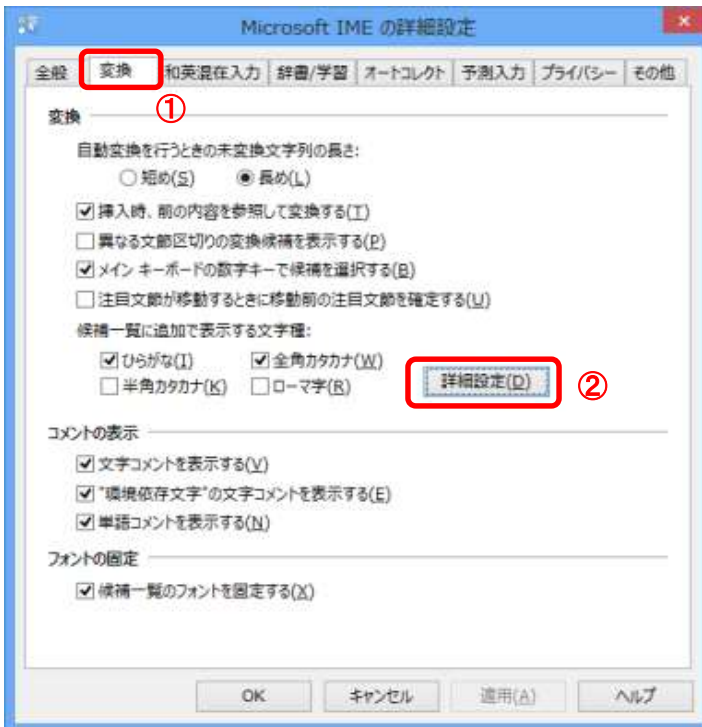 Microsoft IME の詳細設定
全般 変換 和英混在入力 辞書/学習 オートコレクト 予測入力 プライバシー その他
①
変換
自動変換を行うときの未変換文字列の長さ:
短め(S) 長め(L)
挿入時、前の内容を参照して変換する(T)
異なる文節区切りの変換候補を表示する(P)
メイン キーボードの数字キーで候補を選択する(B)
注目文節が移動するときに移動前の注目文節を確定する(U)
候補一覧に追加で表示する文字種:
ひらがな(I) 全角カタカナ(W)
半角カタカナ(K) ローマ字(R)
詳細設定(D) ②
コメントの表示
文字コメントを表示する(V)
"環境依存文字"の文字コメントを表示する(E)
単語コメントを表示する(N)
フォントの固定
候補一覧のフォントを固定する(X)
OK キャンセル 適用(A) ヘルプ